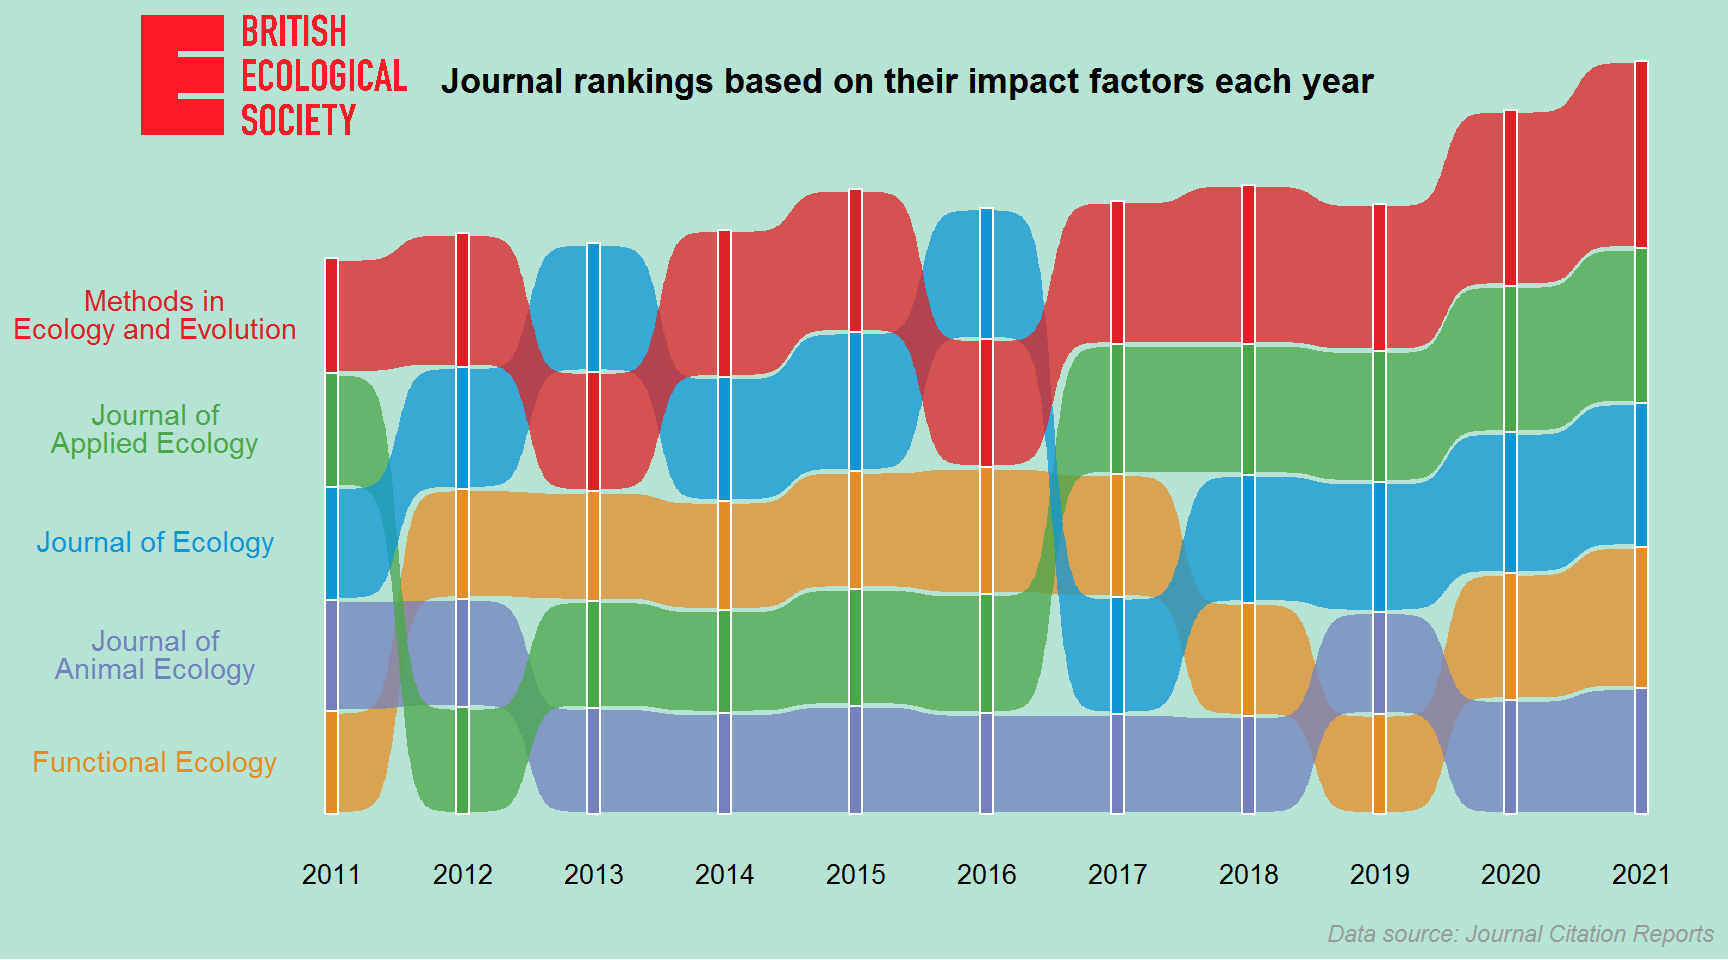 BRITISH
ECOLOGICAL
SOCIETY
Journal rankings based on their impact factors each year
Methods in
Ecology and Evolution
Journal of
Applied Ecology
Journal of Ecology
Journal of
Animal Ecology
Functional Ecology
2011 2012 2013 2014 2015 2016 2017 2018 2019 2020 2021
Data source: Journal Citation Reports